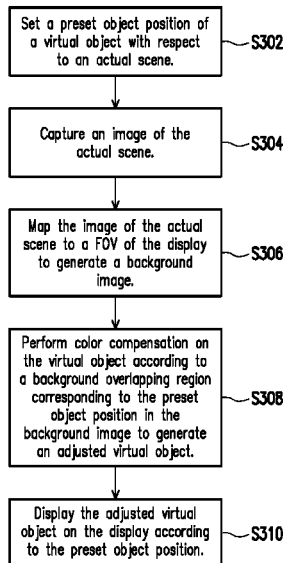 Set a preset object position of
a virtual object with respect
to an actual scene.
S302
Capture an image of the
actual scene.
S304
Map the image of the actual
scene to a FOV of the display
to generate a background
image.
S306
Perform color compensation on
the virtual object according to
a background overlapping region
corresponding to the preset
object position in the
background image to generate
an adjusted virtual object.
S308
Display the adjusted virtual
object on the display according
to the preset object position.
S310